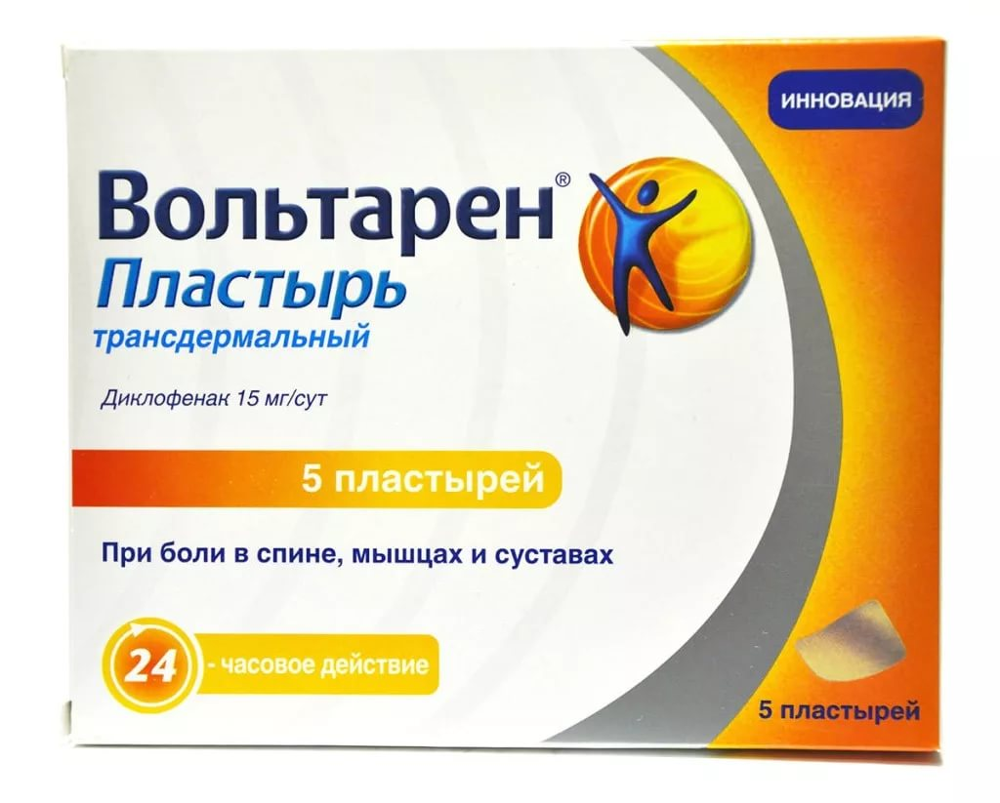 ИННОВАЦИЯ
Вольтарен®
Пластырь
трансдермальный
Диклофенак 15 мг/сут
5 пластырей
При боли в спине, мышцах и суставах
24 - часовое действие
5 пластырей